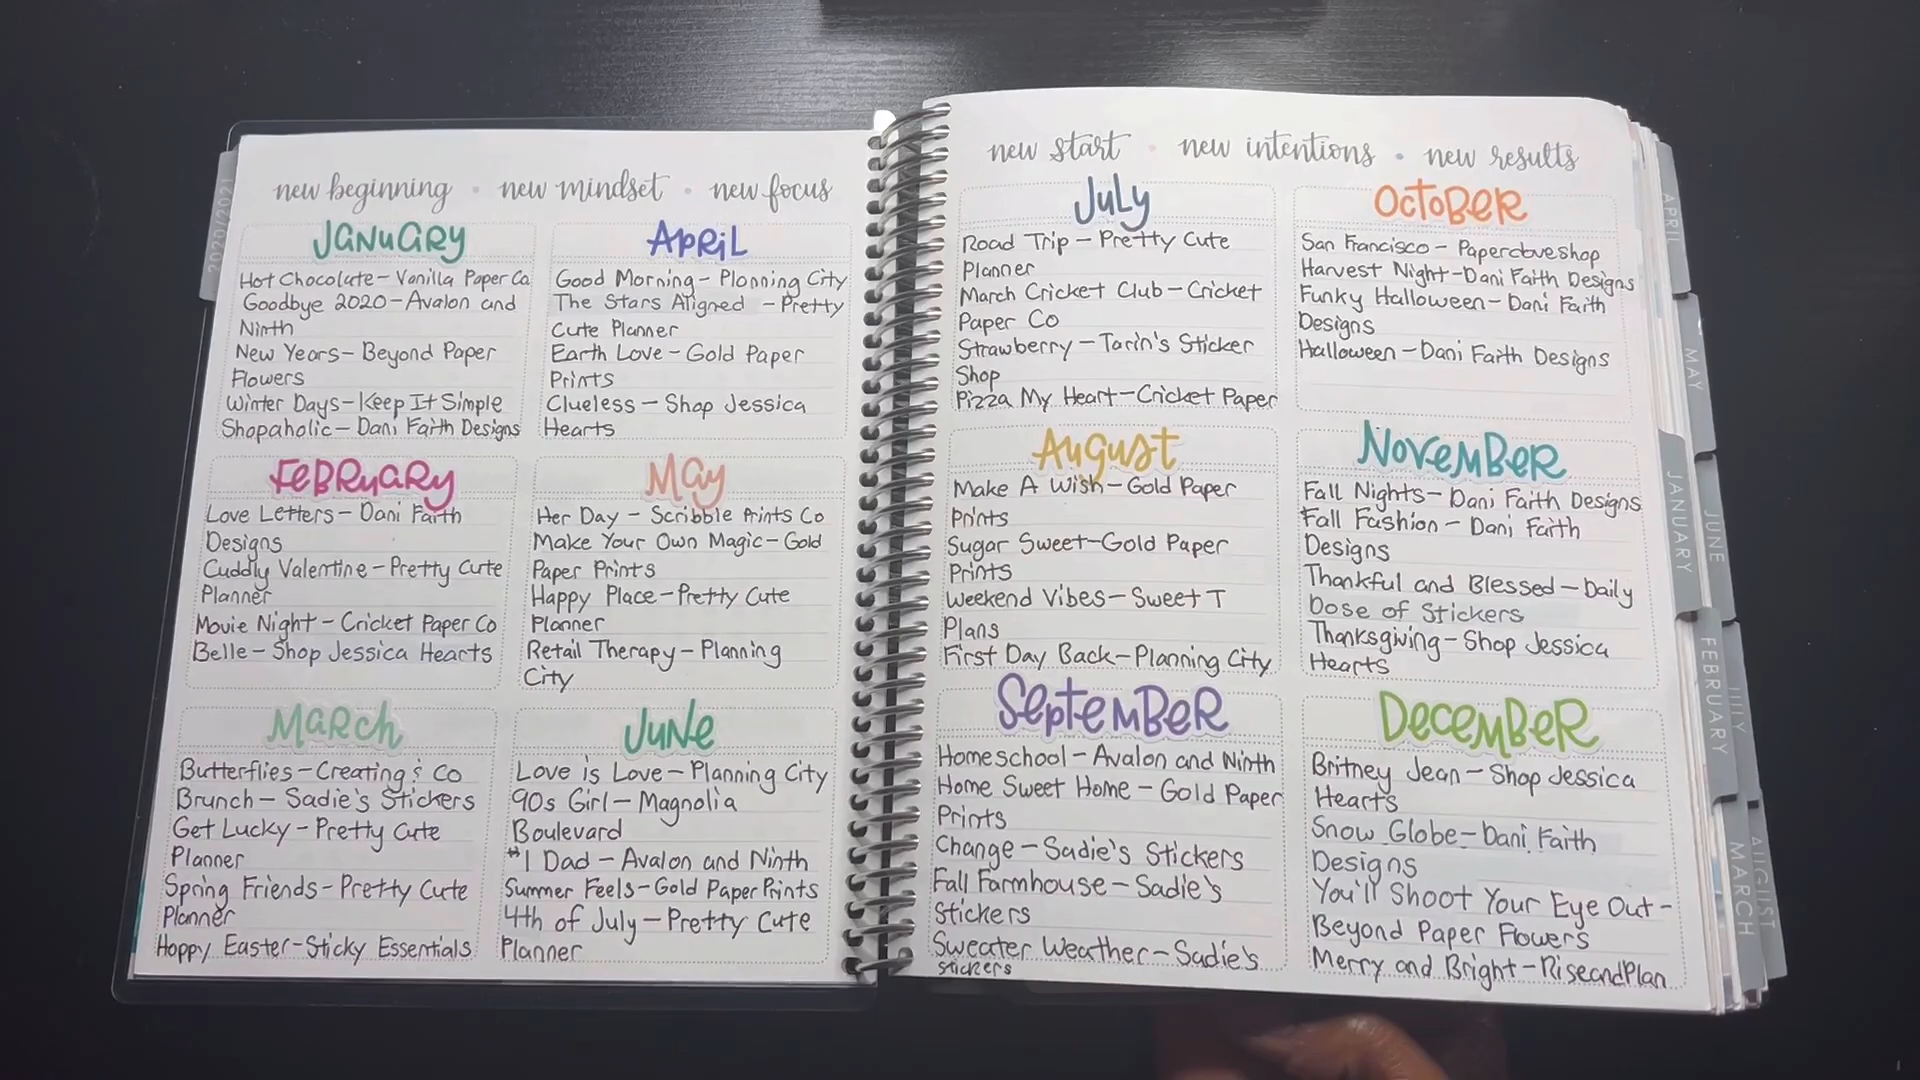 new beginning • new mindset • new focus
JANUARY
Hot Chocolate - Vanilla Paper Co
Goodbye 2020 - Avalon and
Ninth
New Years - Beyond Paper
Flowers
Winter Days - Keep It Simple
Shopaholic - Dani Faith Designs
FEBRUARY
Love Letters - Dani Faith
Designs
Cuddly Valentine - Pretty Cute
Planner
Movie Night - Cricket Paper Co
Belle - Shop Jessica Hearts
MARCH
Butterflies - Creating & Co
Brunch - Sadie's Stickers
Get Lucky - Pretty Cute
Planner
Spring Friends - Pretty Cute
Planner
Happy Easter - Sticky Essentials
APRIL
Good Morning - Planning City
The Stars Aligned - Pretty
Cute Planner
Earth Love - Gold Paper
Prints
Clueless - Shop Jessica
Hearts
MAY
Her Day - Scribble Prints Co
Make Your Own Magic - Gold
Paper Prints
Happy Place - Pretty Cute
Planner
Retail Therapy - Planning
City
JUNE
Love is Love - Planning City
90s Girl - Magnolia
Boulevard
#1 Dad - Avalon and Ninth
Summer Feels - Gold Paper Prints
4th of July - Pretty Cute
Planner
new start • new intentions • new results
JULY
Road Trip - Pretty Cute
Planner
March Cricket Club - Cricket
Paper Co
Strawberry - Tarin's Sticker
Shop
Pizza My Heart - Cricket Paper
AUGUST
Make A Wish - Gold Paper
Prints
Sugar Sweet - Gold Paper
Prints
Weekend Vibes - Sweet T
Plans
First Day Back - Planning City
SEPTEMBER
Homeschool - Avalon and Ninth
Home Sweet Home - Gold Paper
Prints
Change - Sadie's Stickers
Fall Farmhouse - Sadie's
Stickers
Sweater Weather - Sadie's
stickers
OCTOBER
San Francisco - Paperdoveshop
Harvest Night - Dani Faith Designs
Funky Halloween - Dani Faith
Designs
Halloween - Dani Faith Designs
NOVEMBER
Fall Nights - Dani Faith Designs
Fall Fashion - Dani Faith
Designs
Thankful and Blessed - Daily
Dose of Stickers
Thanksgiving - Shop Jessica
Hearts
DECEMBER
Britney Jean - Shop Jessica
Hearts
Snow Globe - Dani Faith
Designs
You'll Shoot Your Eye Out -
Beyond Paper Flowers
Merry and Bright - RiseandPlan
2020/2021
APRIL
MAY
JANUARY
JUNE
FEBRUARY
JULY
MARCH
AUGUST